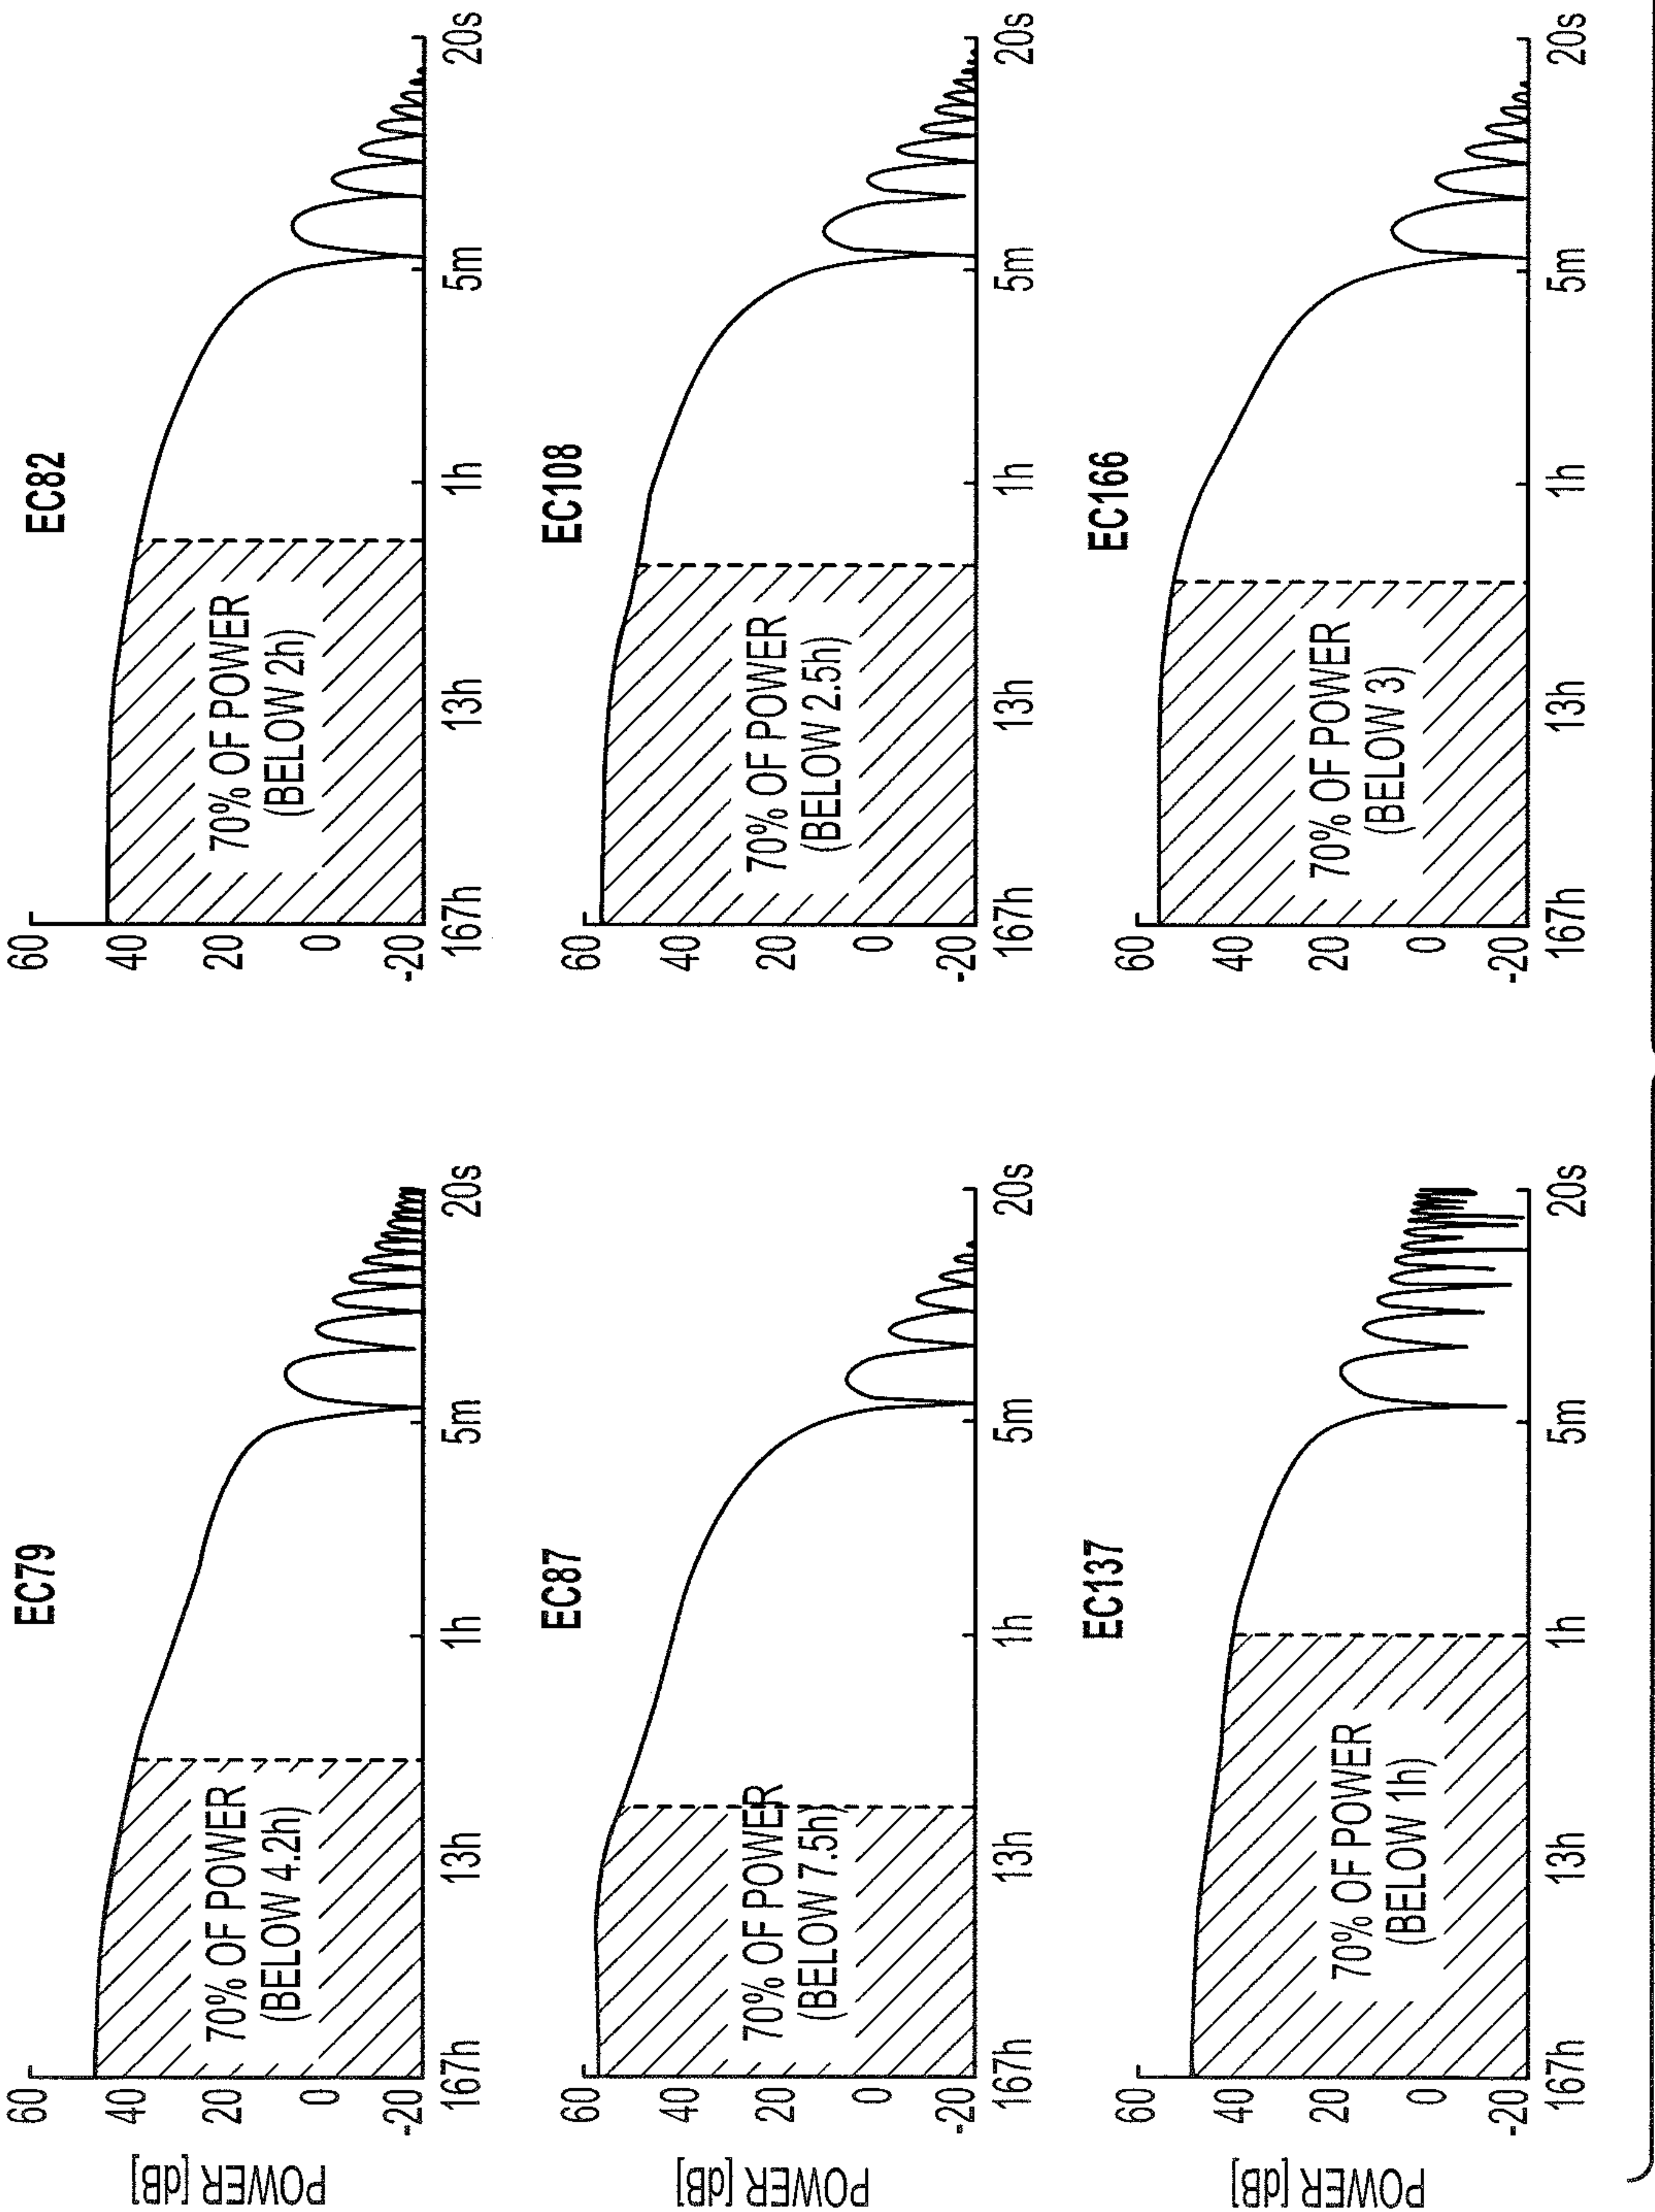 EC79
POWER [dB]
60
40
20
0
-20
70% OF POWER
(BELOW 4.2h)
167h
13h
1h
5m
20s
EC82
60
40
20
0
-20
70% OF POWER
(BELOW 2h)
167h
13h
1h
5m
20s
EC87
POWER [dB]
60
40
20
0
-20
70% OF POWER
(BELOW 7.5h)
167h
13h
1h
5m
20s
EC108
60
40
20
0
-20
70% OF POWER
(BELOW 2.5h)
167h
13h
1h
5m
20s
EC137
POWER [dB]
60
40
20
0
-20
70% OF POWER
(BELOW 1h)
167h
13h
1h
5m
20s
EC166
60
40
20
0
-20
70% OF POWER
(BELOW 3)
167h
13h
1h
5m
20s